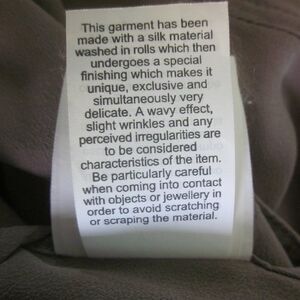 This garment has been
made with a silk material
washed in rolls which then
undergoes a special
finishing which makes it
unique, exclusive and
simultaneously very
delicate. A wavy effect,
slight wrinkles and any
perceived irregularities are
to be considered
characteristics of the item.
Be particularly careful
when coming into contact
with objects or jewellery in
order to avoid scratching
or scraping the material.